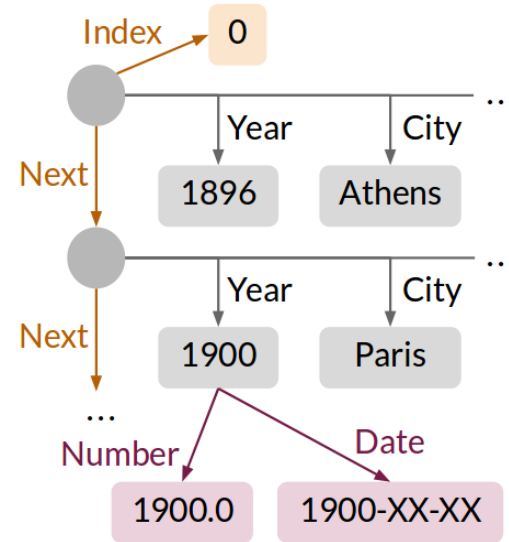 Index 0
..
Year City
Next
1896 Athens
..
Year City
Next
1900 Paris
...
Number Date
1900.0 1900-XX-XX